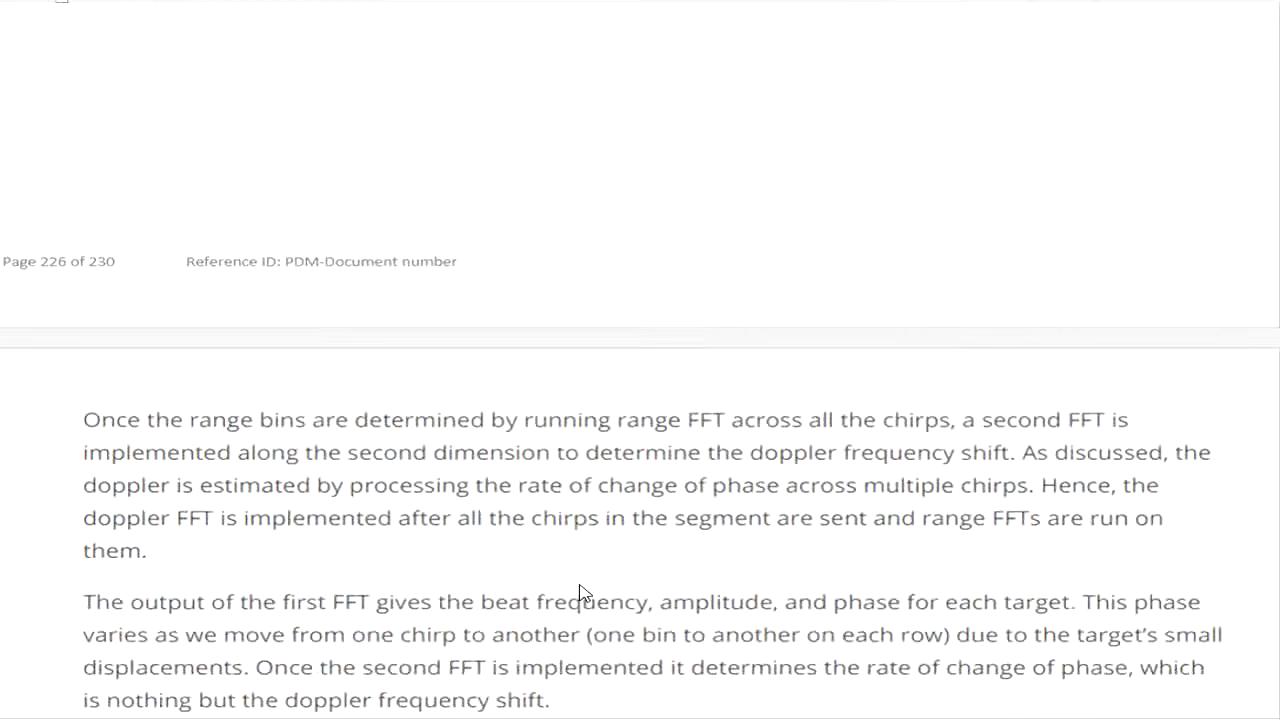 Page 226 of 230 Reference ID: PDM-Document number
Once the range bins are determined by running range FFT across all the chirps, a second FFT is
implemented along the second dimension to determine the doppler frequency shift. As discussed, the
doppler is estimated by processing the rate of change of phase across multiple chirps. Hence, the
doppler FFT is implemented after all the chirps in the segment are sent and range FFTs are run on
them.
The output of the first FFT gives the beat frequency, amplitude, and phase for each target. This phase
varies as we move from one chirp to another (one bin to another on each row) due to the target’s small
displacements. Once the second FFT is implemented it determines the rate of change of phase, which
is nothing but the doppler frequency shift.